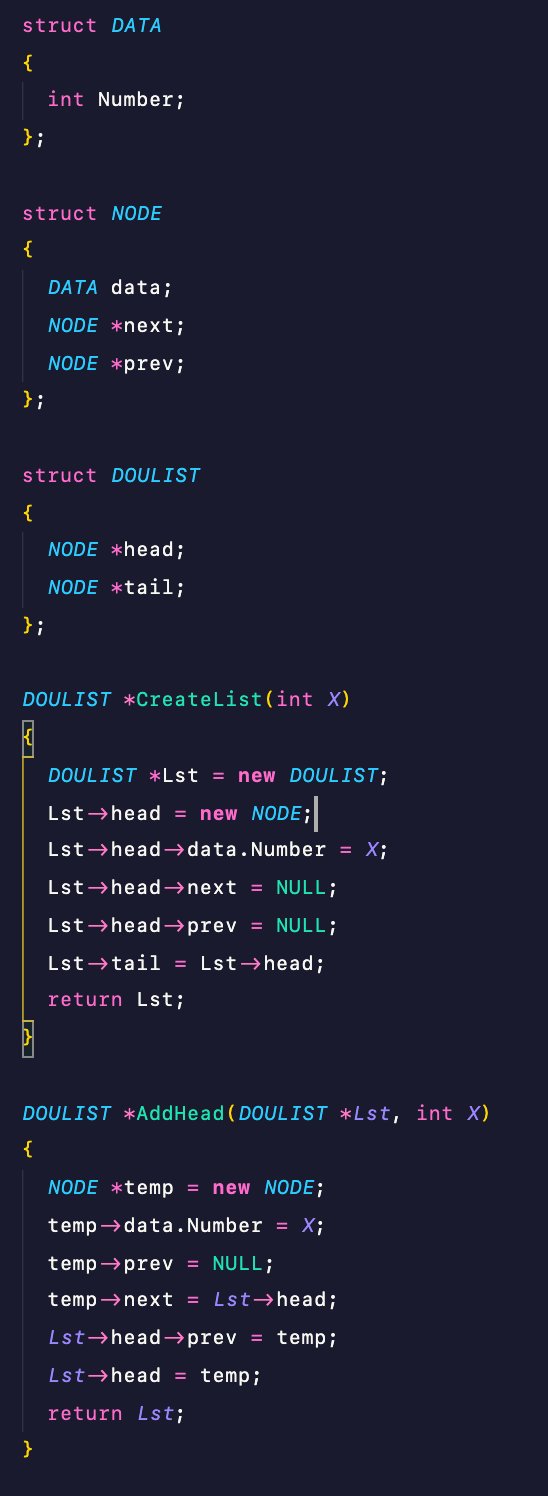 struct DATA
{
int Number;
};
struct NODE
{
DATA data;
NODE *next;
NODE *prev;
};
struct DOULIST
{
NODE *head;
NODE *tail;
};
DOULIST *CreateList(int X)
{
DOULIST *Lst = new DOULIST;
Lst->head = new NODE;
Lst->head->data.Number = X;
Lst->head->next = NULL;
Lst->head->prev = NULL;
Lst->tail = Lst->head;
return Lst;
}
DOULIST *AddHead(DOULIST *Lst, int X)
{
NODE *temp = new NODE;
temp->data.Number = X;
temp->prev = NULL;
temp->next = Lst->head;
Lst->head->prev = temp;
Lst->head = temp;
return Lst;
}